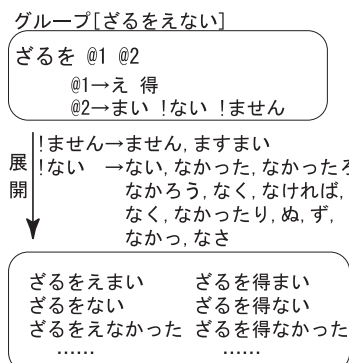 グループ[ざるをえない]
ざるを @1 @2
@1→え 得
@2→まい !ない !ません
展開
!ません→ません, ますまい
!ない →ない, なかった, なかったろ
なかろう, なく, なければ,
なく, なかったり, ぬ, ず,
なかっ, なさ
ざるをえまい ざるを得まい
ざるをない ざるを得ない
ざるをえなかった ざるを得なかった
…… ……